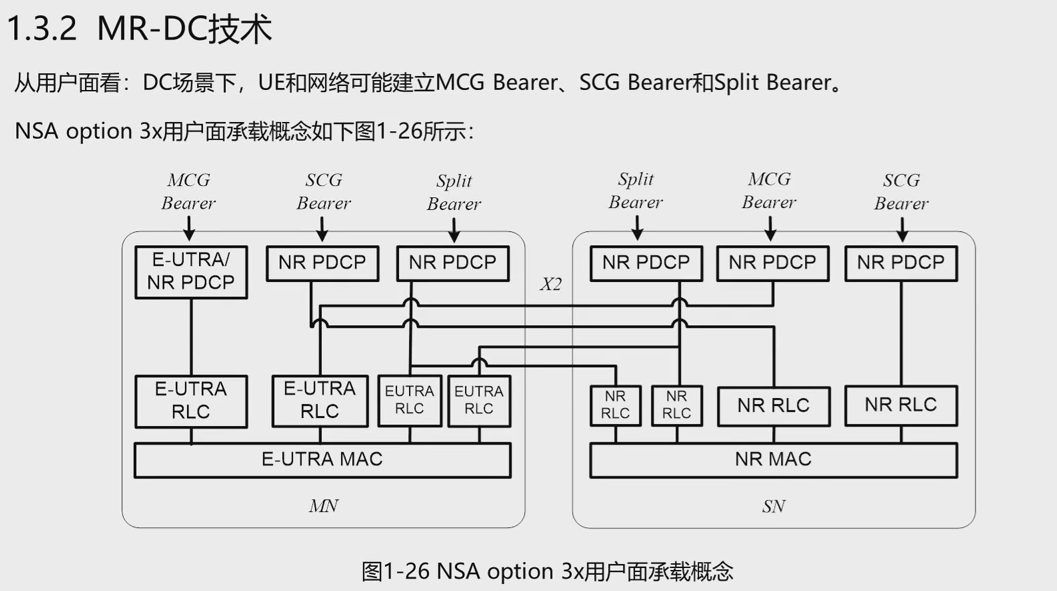 1.3.2 MR-DC技术
从用户面看：DC场景下，UE和网络可能建立MCG Bearer、SCG Bearer和Split Bearer。
NSA option 3x用户面承载概念如下图1-26所示：
MCG
Bearer
SCG
Bearer
Split
Bearer
Split
Bearer
MCG
Bearer
SCG
Bearer
E-UTRA/
NR PDCP
NR PDCP
NR PDCP
X2
NR PDCP
NR PDCP
NR PDCP
E-UTRA
RLC
E-UTRA
RLC
EUTRA
RLC
EUTRA
RLC
NR
RLC
NR
RLC
NR RLC
NR RLC
E-UTRA MAC
NR MAC
MN
SN
图1-26 NSA option 3x用户面承载概念